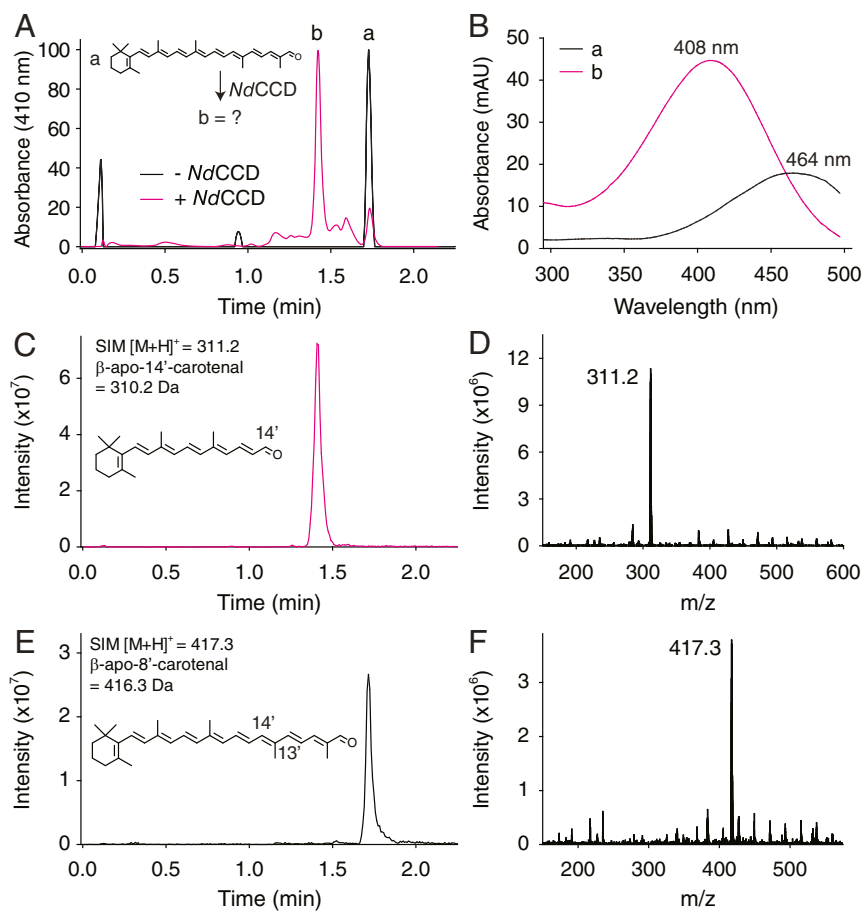 A
Absorbance (410 nm)
100
80
60
40
20
0
a
O
NdCCD
b = ?
- NdCCD
+ NdCCD
b
a
0.0
0.5
1.0
1.5
2.0
Time (min)
B
Absorbance (mAU)
50
40
30
20
10
0
a
b
408 nm
464 nm
300
350
400
450
500
Wavelength (nm)
C
Intensity (x10⁷)
6
4
2
0
SIM [M+H]⁺ = 311.2
β-apo-14'-carotenal
= 310.2 Da
14'
O
0.0
0.5
1.0
1.5
2.0
Time (min)
D
Intensity (x10⁶)
12
9
6
3
0
311.2
200
300
400
500
600
m/z
E
Intensity (x10⁷)
3
2
1
0
SIM [M+H]⁺ = 417.3
β-apo-8'-carotenal
= 416.3 Da
14'
13'
O
0.0
0.5
1.0
1.5
2.0
Time (min)
F
Intensity (x10⁶)
4
3
2
1
0
417.3
200
300
400
500
m/z